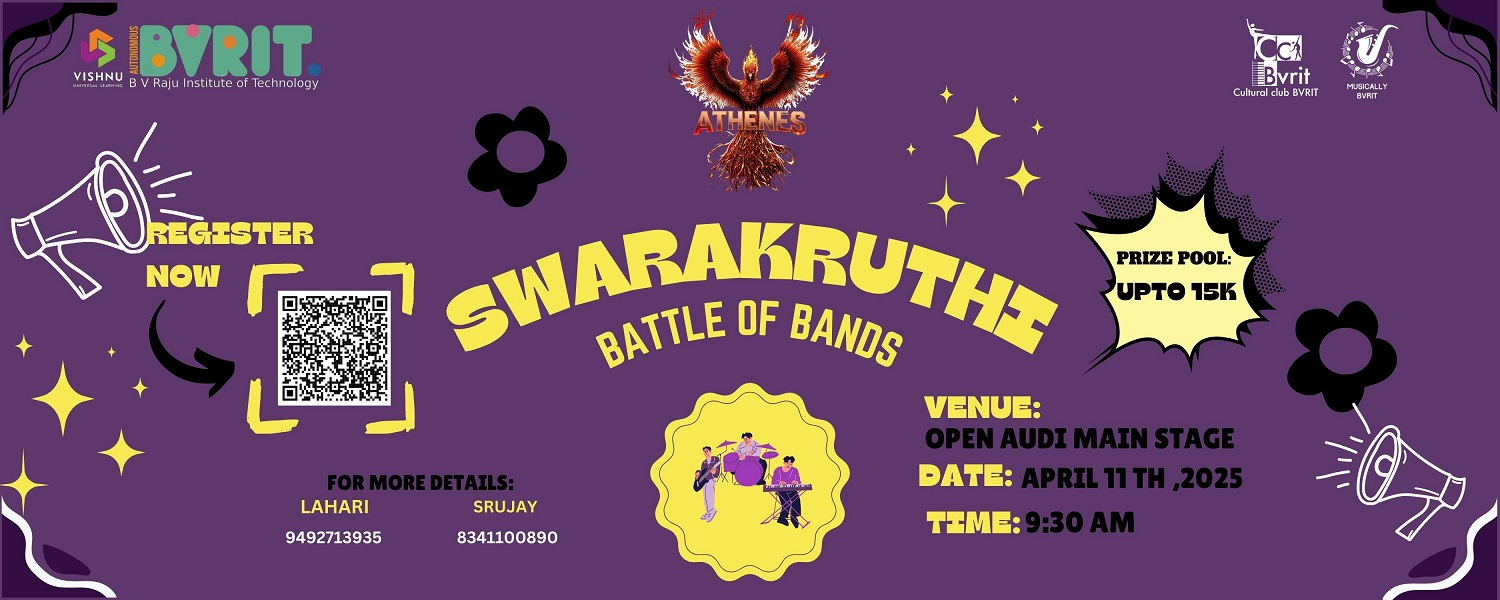 VISHNU
UNIVERSAL LEARNING
AUTONOMOUS
BVRIT.
B V Raju Institute of Technology
ATHENES
CC
Bvrit
Cultural club BVRIT
MUSICALLY
BVRIT
REGISTER
NOW
SWARAKRUTHI
BATTLE OF BANDS
PRIZE POOL:
UPTO 15K
FOR MORE DETAILS:
LAHARI SRUJAY
9492713935 8341100890
VENUE:
OPEN AUDI MAIN STAGE
DATE: APRIL 11 TH ,2025
TIME: 9:30 AM